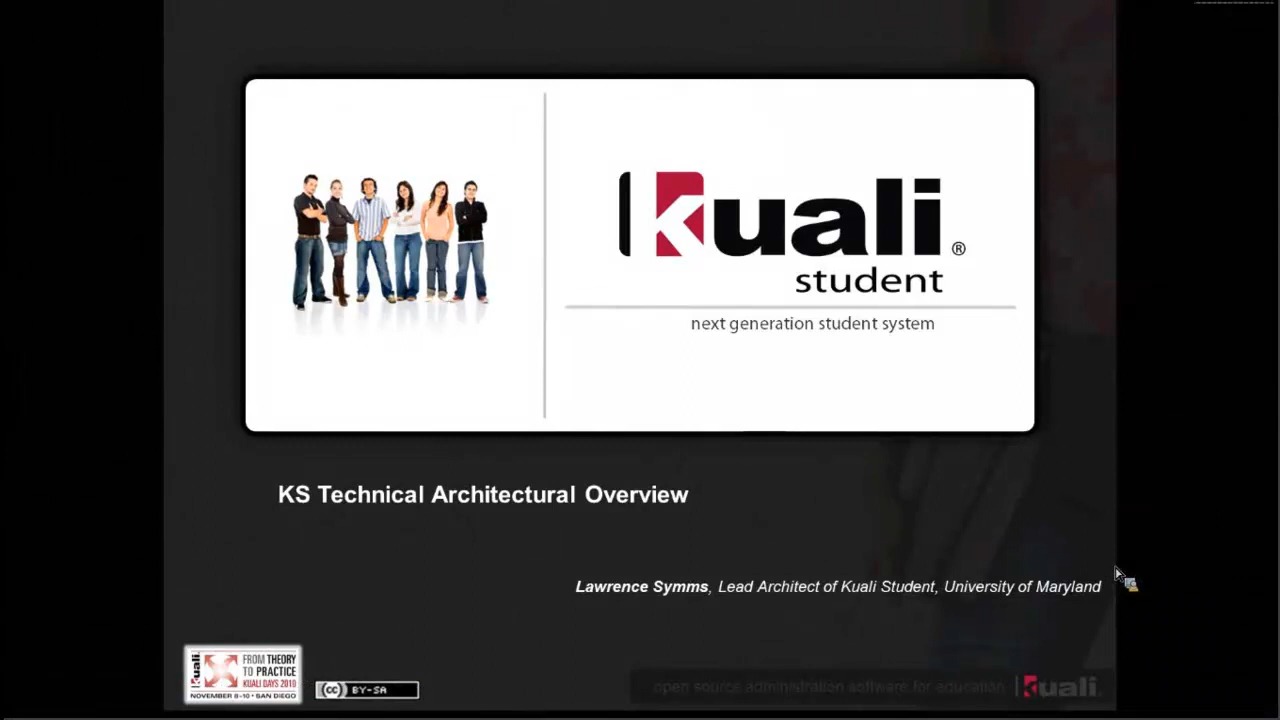 Kuali®
student
next generation student system
KS Technical Architectural Overview
Lawrence Symms, Lead Architect of Kuali Student, University of Maryland
Kuali
FROM THEORY
TO PRACTICE
KUALI DAYS 2010
NOVEMBER 8-10 • SAN DIEGO
cc BY-SA
open source administration software for education
Kuali